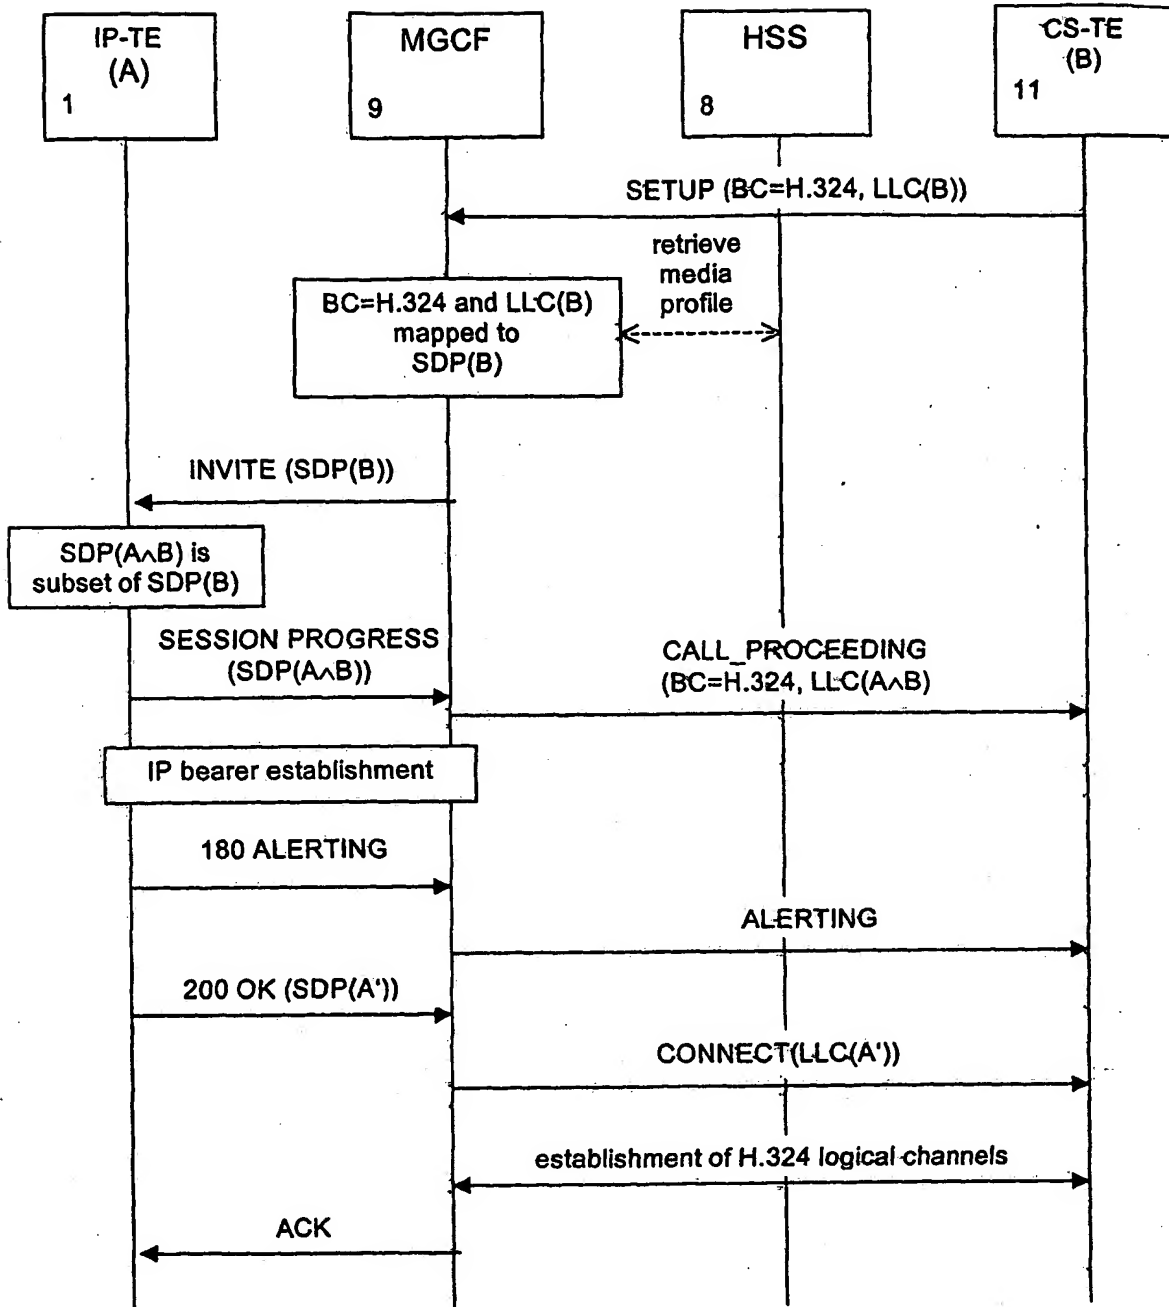 IP-TE
(A)
1
MGCF
9
HSS
8
CS-TE
(B)
11
SETUP (BC=H.324, LLC(B))
retrieve
media
profile
BC=H.324 and LLC(B)
mapped to
SDP(B)
INVITE (SDP(B))
SDP(A∧B) is
subset of SDP(B)
SESSION PROGRESS
(SDP(A∧B))
CALL_PROCEEDING
(BC=H.324, LLC(A∧B)
IP bearer establishment
180 ALERTING
ALERTING
200 OK (SDP(A'))
CONNECT(LLC(A'))
establishment of H.324 logical channels
ACK